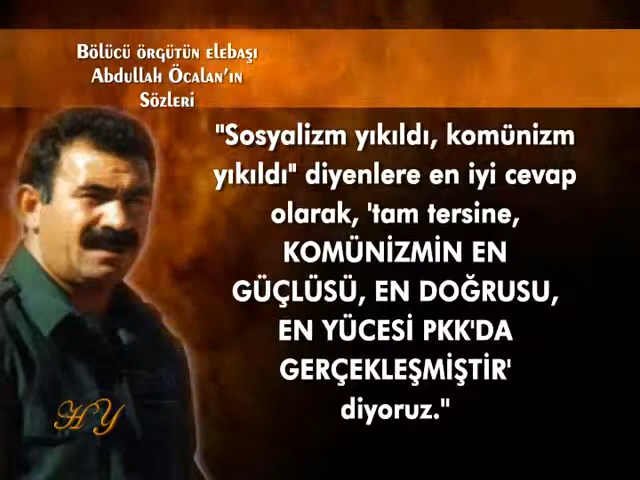 Bölücü örgütün elebaşı
Abdullah Öcalan'ın
Sözleri
"Sosyalizm yıkıldı, komünizm
yıkıldı" diyenlere en iyi cevap
olarak, 'tam tersine,
KOMÜNİZMİN EN
GÜÇLÜSÜ, EN DOĞRUSU,
EN YÜCESİ PKK'DA
GERÇEKLEŞMİŞTİR'
diyoruz."
HY